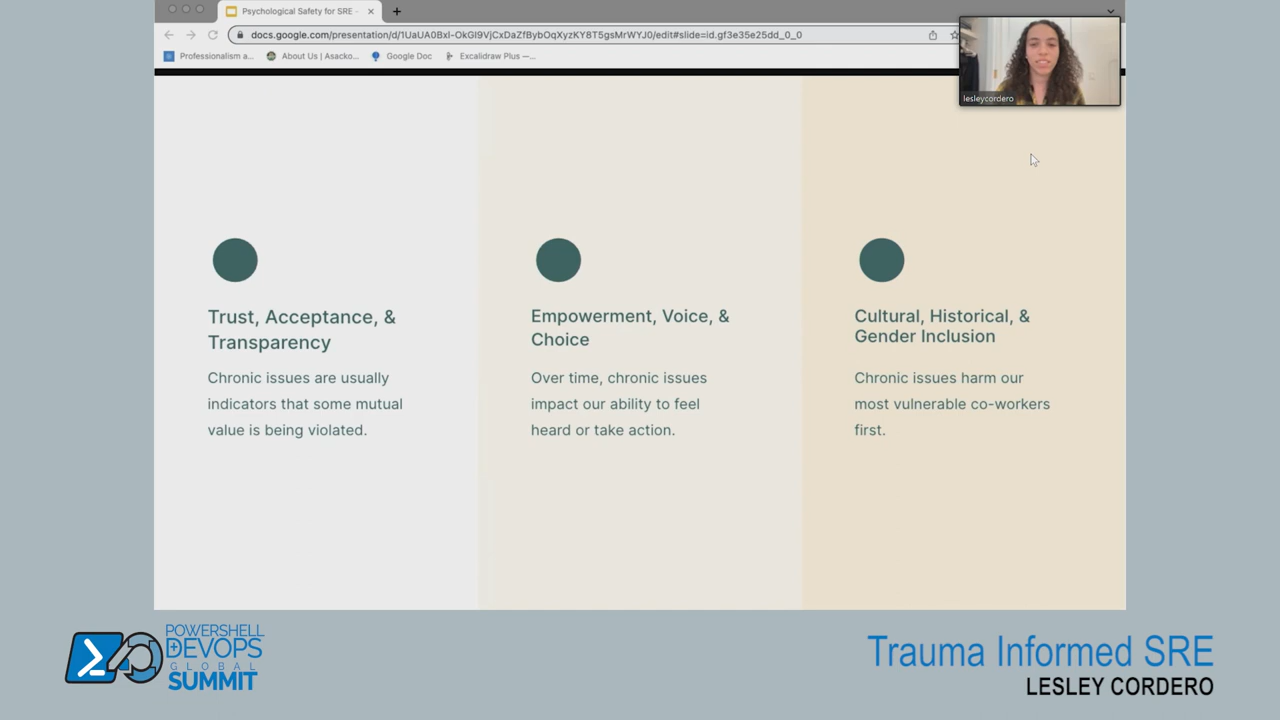 Psychological Safety for SRE -
docs.google.com/presentation/d/1UaUA0BxI-OkGI9VjCxDaZfBybOqXyzKY8T5gsMrWYJ0/edit#slide=id.gf3e35e25dd_0_0
Professionalism a... About Us | Asacko... Google Doc Excalidraw Plus —...
lesleycordero
Trust, Acceptance, &
Transparency
Chronic issues are usually
indicators that some mutual
value is being violated.
Empowerment, Voice, &
Choice
Over time, chronic issues
impact our ability to feel
heard or take action.
Cultural, Historical, &
Gender Inclusion
Chronic issues harm our
most vulnerable co-workers
first.
POWERSHELL
DEVOPS
GLOBAL
SUMMIT
Trauma Informed SRE
LESLEY CORDERO